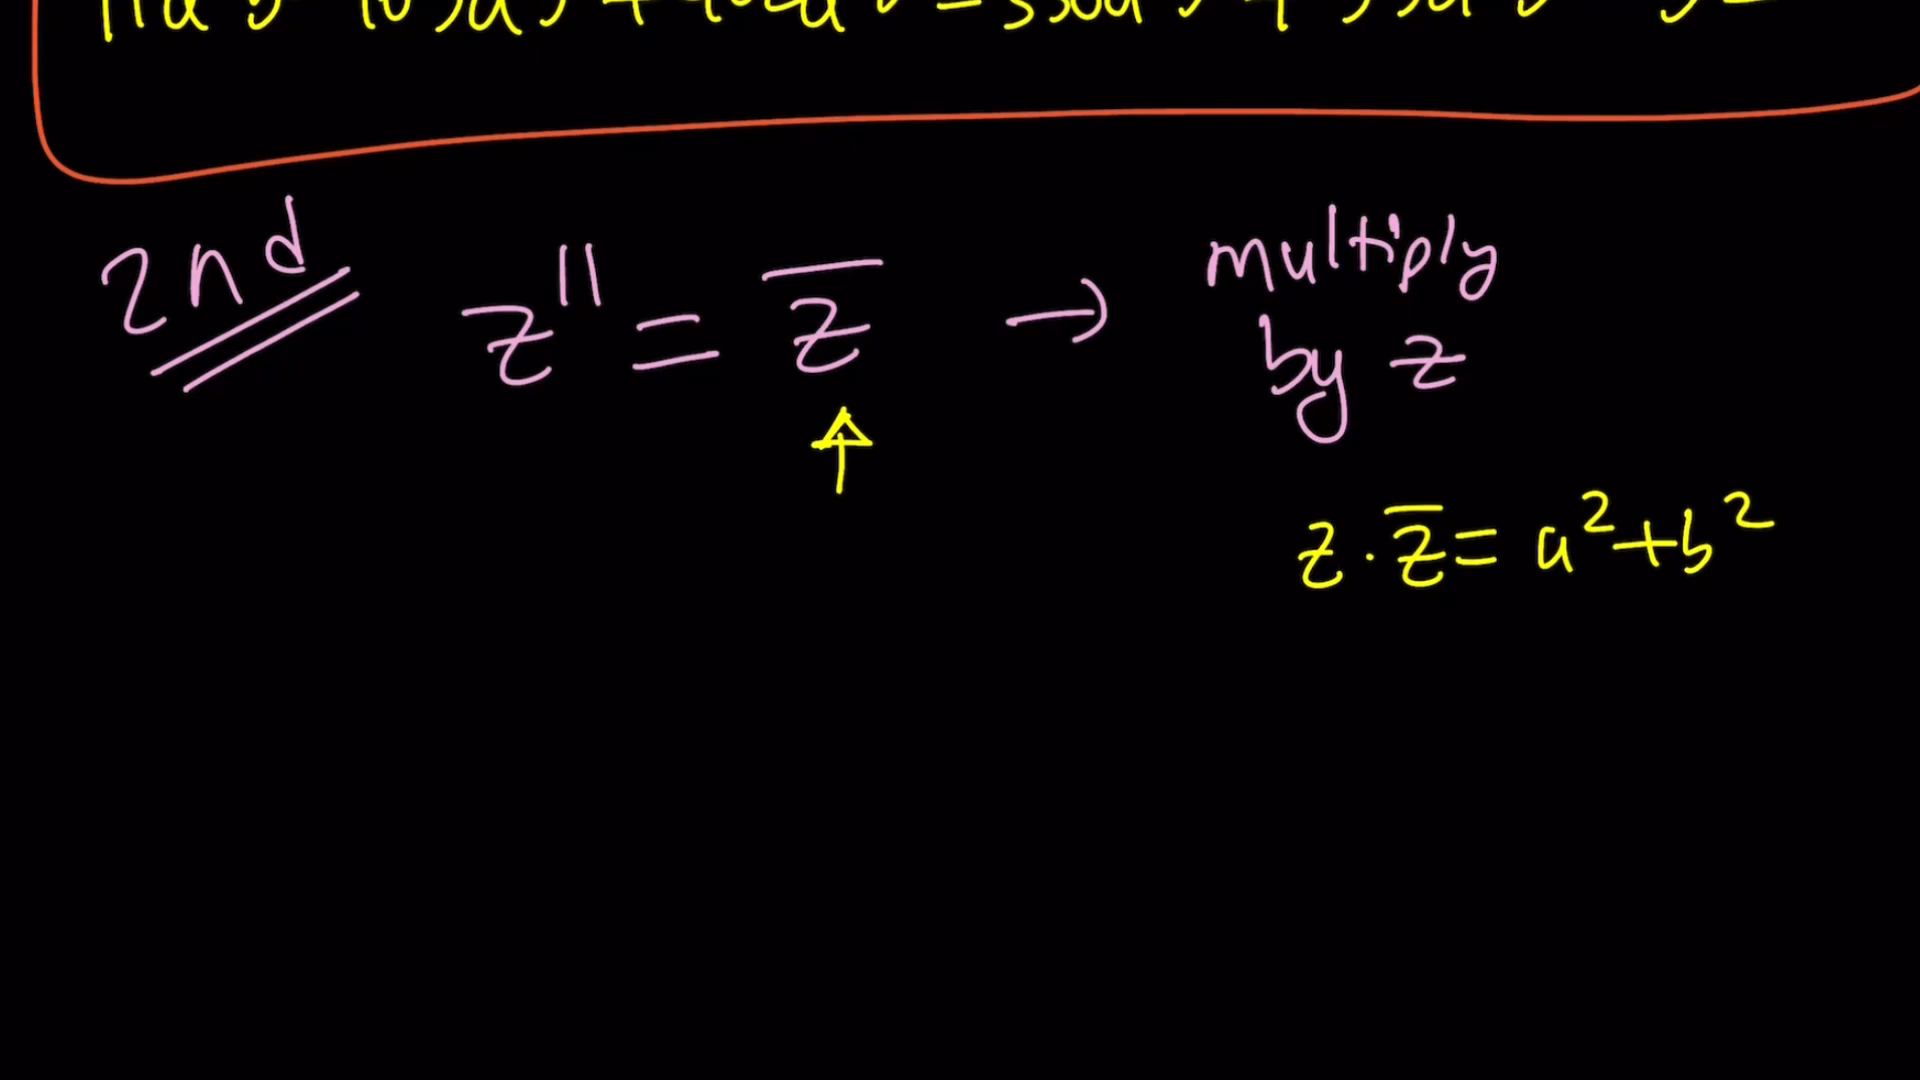 2nd z¹¹ = z̅ → multiply
by z
z · z̅ = a² + b²